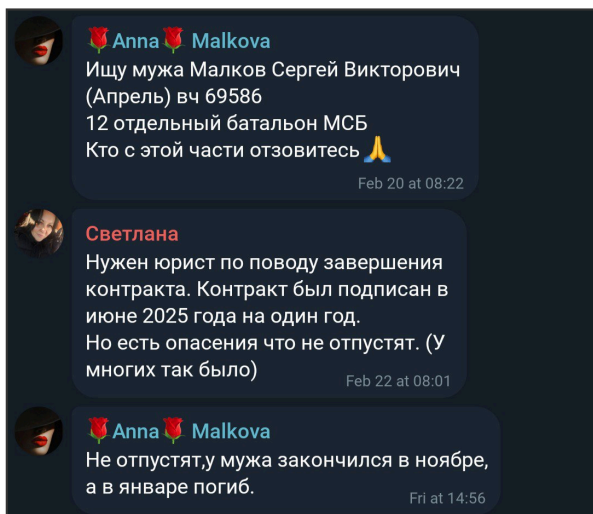 🌹Anna🌹 Malkova
Ищу мужа Малков Сергей Викторович
(Апрель) вч 69586
12 отдельный батальон МСБ
Кто с этой части отзовитесь 🙏
Feb 20 at 08:22
Светлана
Нужен юрист по поводу завершения
контракта. Контракт был подписан в
июне 2025 года на один год.
Но есть опасения что не отпустят. (У
многих так было)
Feb 22 at 08:01
🌹Anna🌹 Malkova
Не отпустят,у мужа закончился в ноябре,
а в январе погиб.
Fri at 14:56